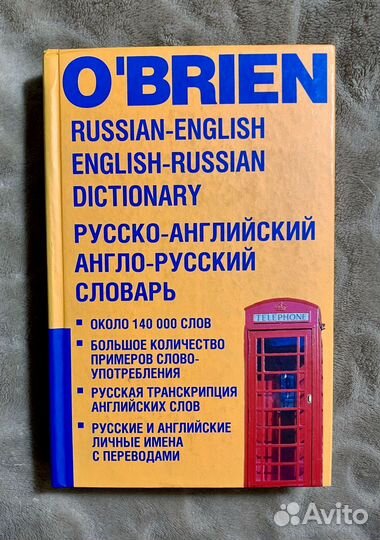 O'BRIEN
RUSSIAN-ENGLISH
ENGLISH-RUSSIAN
DICTIONARY
РУССКО-АНГЛИЙСКИЙ
АНГЛО-РУССКИЙ
СЛОВАРЬ
▪ ОКОЛО 140 000 СЛОВ
▪ БОЛЬШОЕ КОЛИЧЕСТВО
ПРИМЕРОВ СЛОВО-
УПОТРЕБЛЕНИЯ
▪ РУССКАЯ ТРАНСКРИПЦИЯ
АНГЛИЙСКИХ СЛОВ
▪ РУССКИЕ И АНГЛИЙСКИЕ
ЛИЧНЫЕ ИМЕНА
С ПЕРЕВОДАМИ
TELEPHONE
Avito